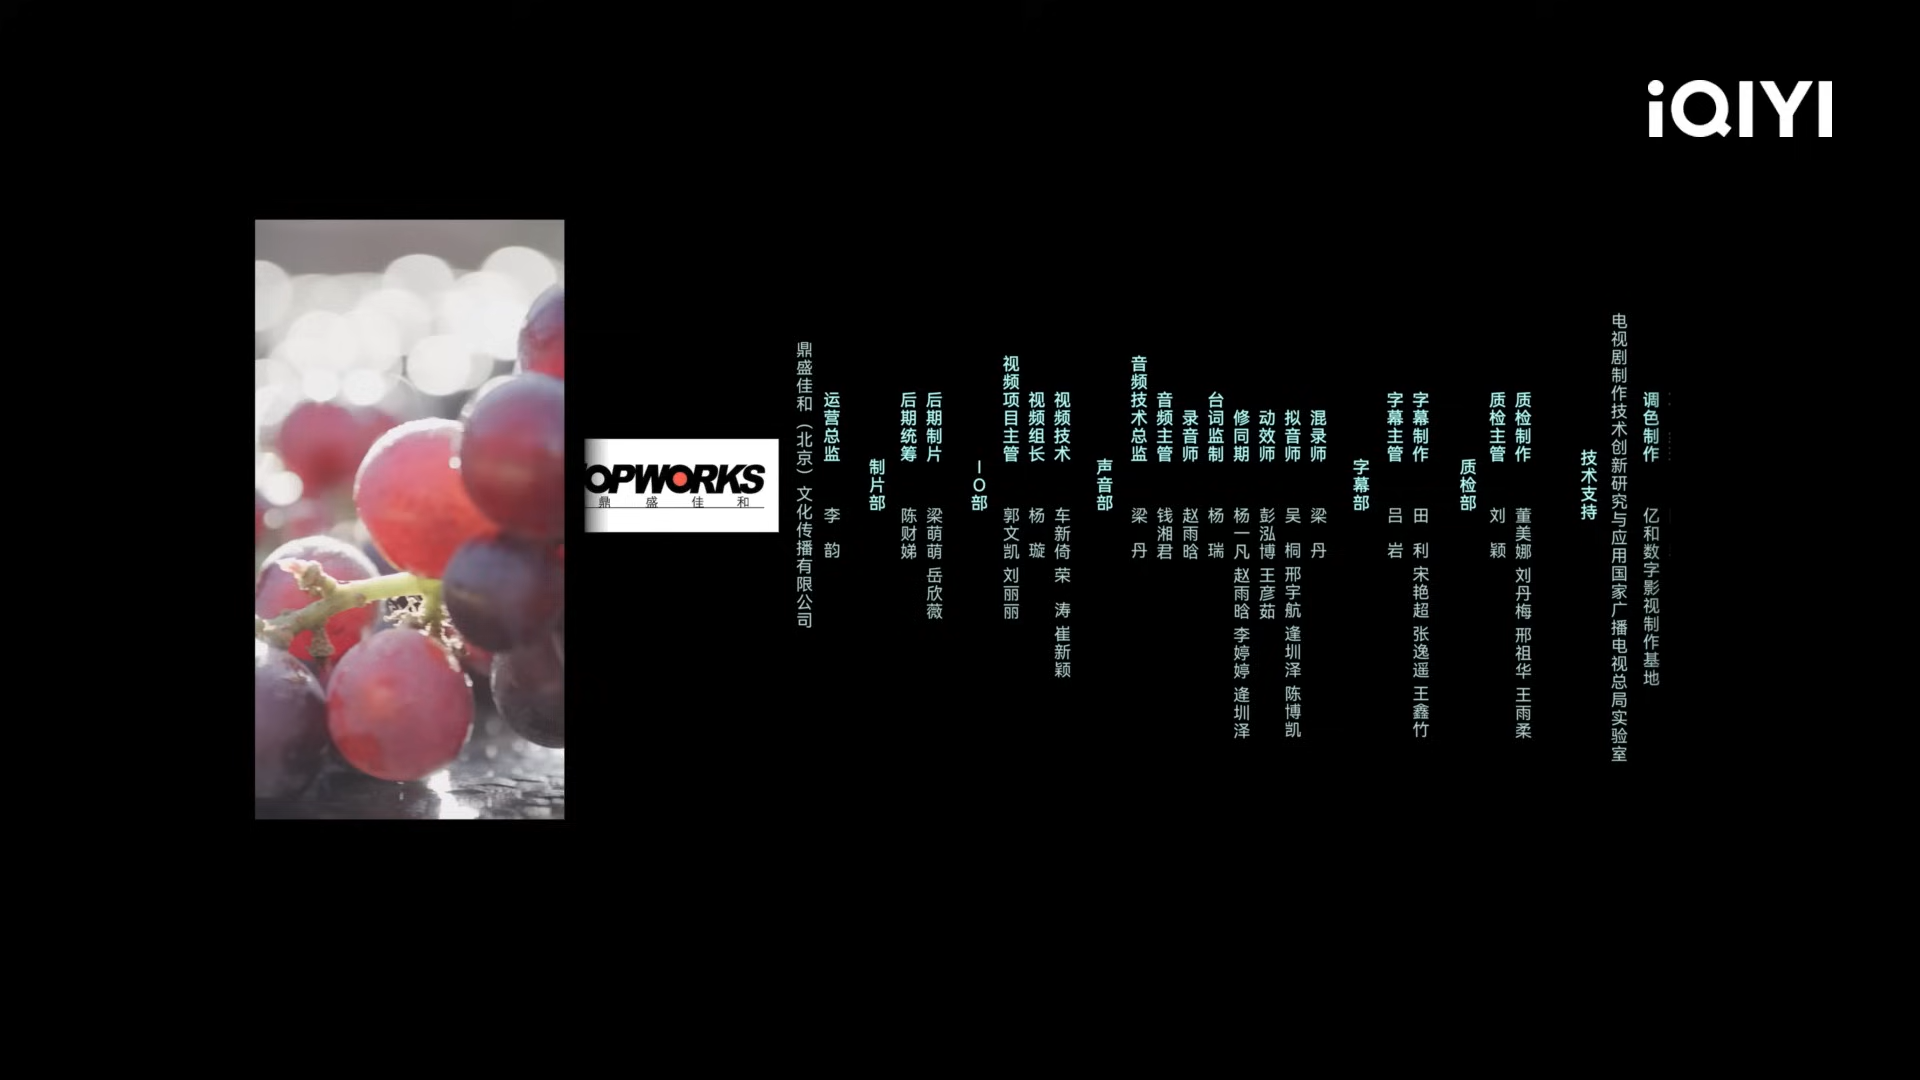 iQIYI
OPWORKS
鼎盛佳和
鼎盛佳和（北京）文化传播有限公司
运营总监 李韵
制片部
后期统筹 陈财娣
后期制片 梁萌萌 岳欣薇
IO部
视频项目主管 郭文凯 刘丽丽
视频组长 杨璇
视频技术 车新倚 荣涛 崔新颖
声音部
音频技术总监 梁丹
音频主管 钱湘君
录音师 赵雨晗
台词监制 杨瑞
修同期 杨一凡 赵雨晗 李婷婷 逄圳泽
动效师 彭泓博 王彦茹
拟音师 吴桐 邢宇航 逄圳泽 陈博凯
混录师 梁丹
字幕部
字幕主管 吕岩
字幕制作 田利 宋艳超 张逸遥 王鑫竹
质检部
质检主管 刘颖
质检制作 董美娜 刘丹梅 邢祖华 王雨柔
技术支持
电视剧制作技术创新研究与应用国家广播电视总局实验室
调色制作 亿和数字影视制作基地